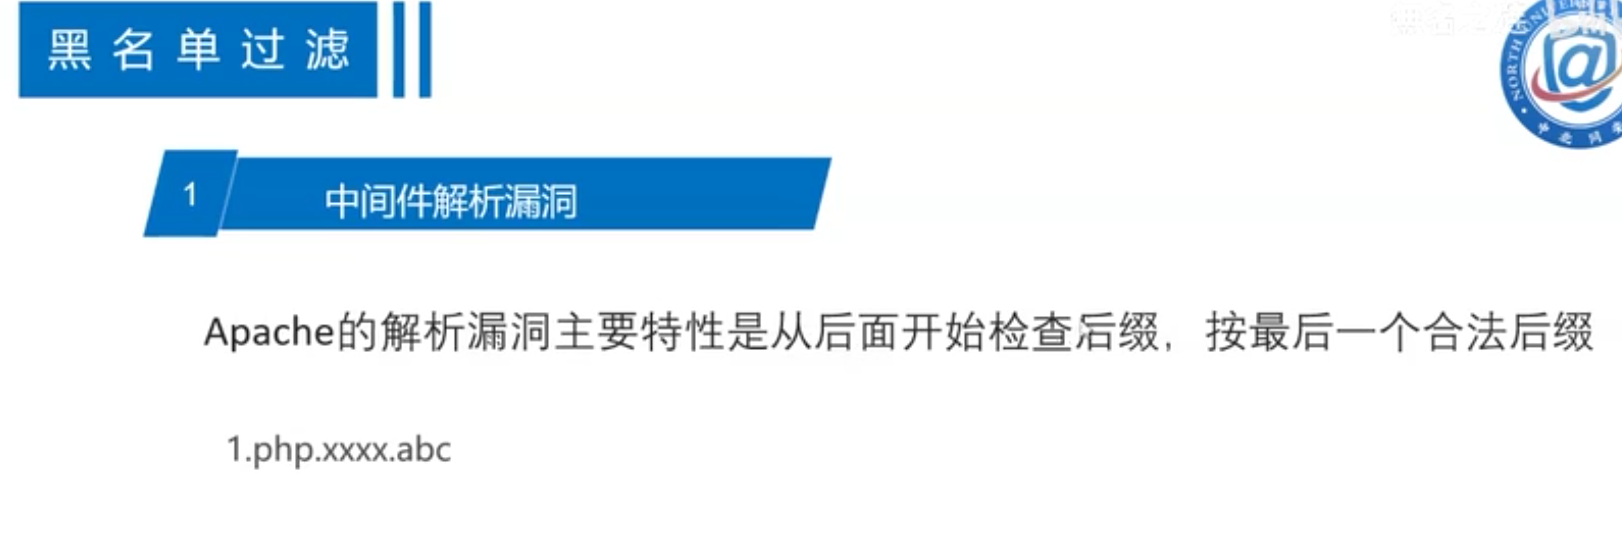 黑名单过滤
1
中间件解析漏洞
Apache的解析漏洞主要特性是从后面开始检查后缀，按最后一个合法后缀
1.php.xxxx.abc